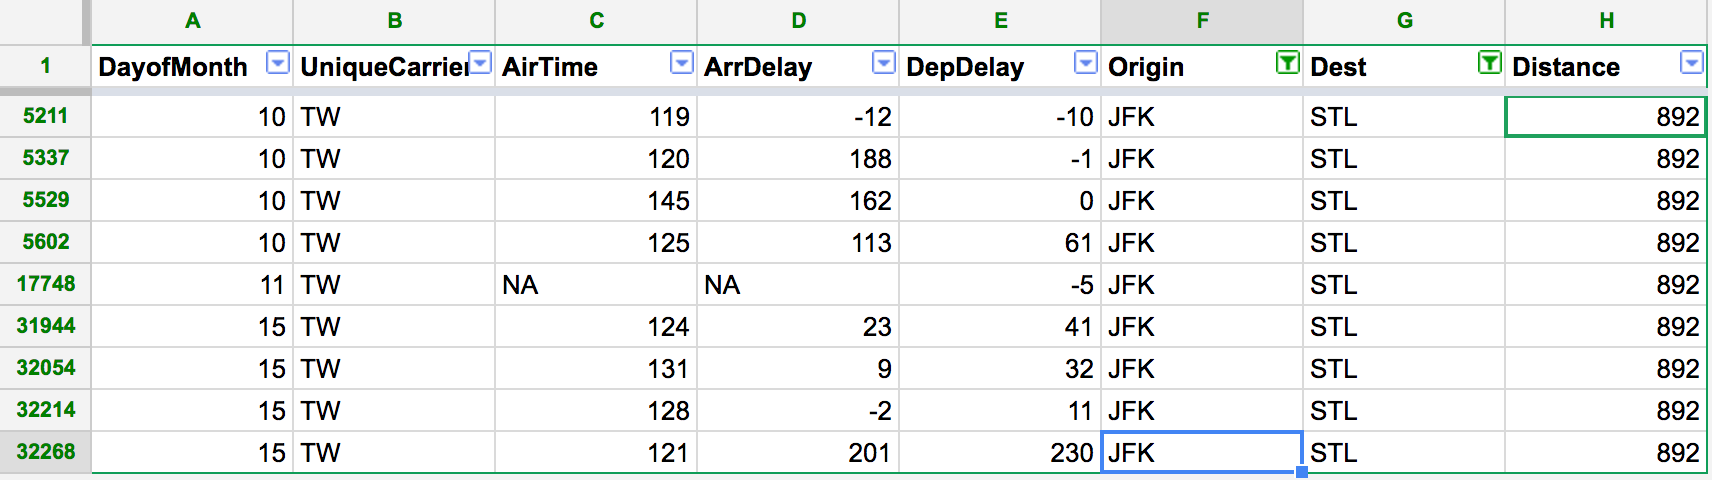 A B C D E F G H
1 DayofMonth UniqueCarrier AirTime ArrDelay DepDelay Origin Dest Distance
5211 10 TW 119 -12 -10 JFK STL 892
5337 10 TW 120 188 -1 JFK STL 892
5529 10 TW 145 162 0 JFK STL 892
5602 10 TW 125 113 61 JFK STL 892
17748 11 TW NA NA -5 JFK STL 892
31944 15 TW 124 23 41 JFK STL 892
32054 15 TW 131 9 32 JFK STL 892
32214 15 TW 128 -2 11 JFK STL 892
32268 15 TW 121 201 230 JFK STL 892